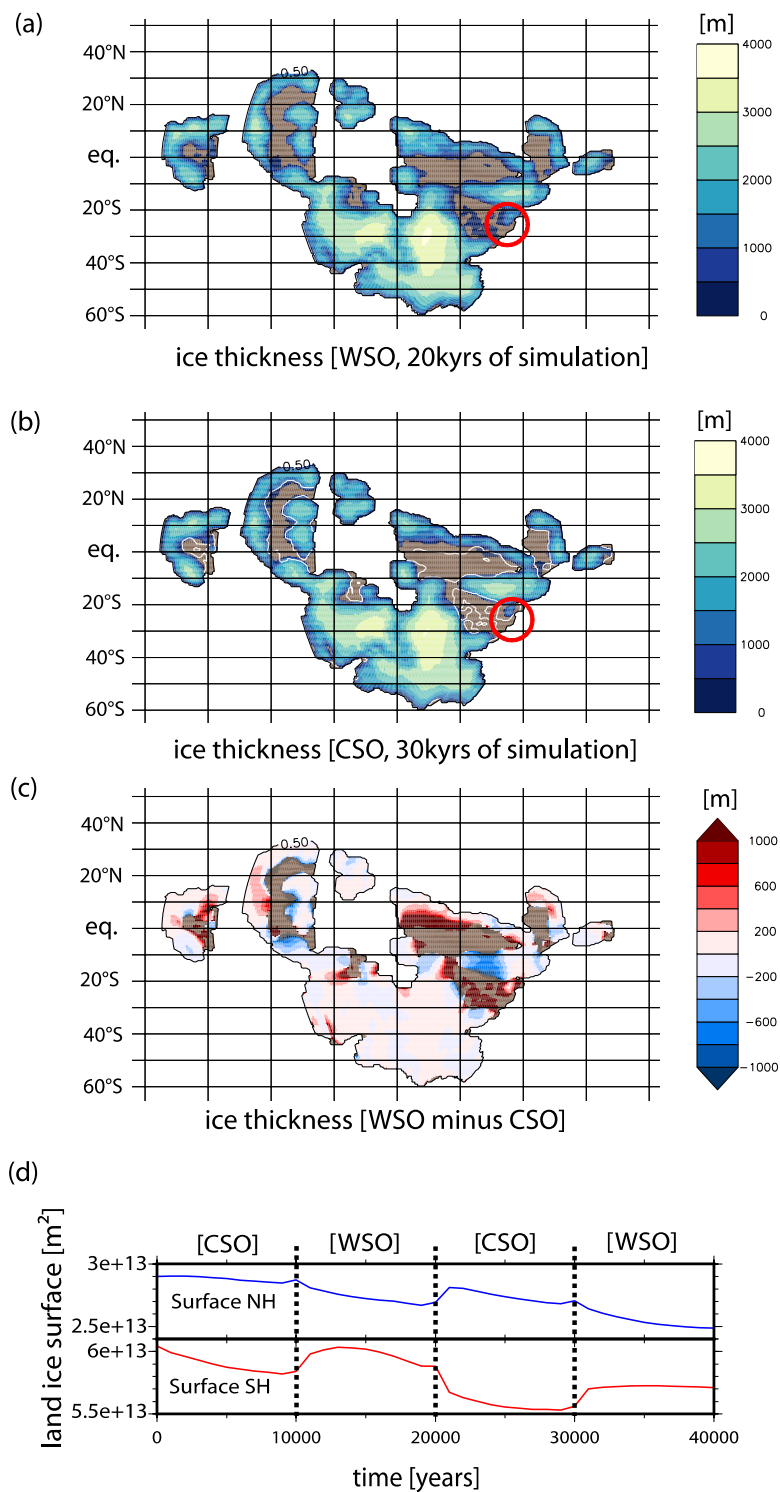 (a)
[m]
40°N
20°N
eq.
20°S
40°S
60°S
0.50
4000
3000
2000
1000
0
ice thickness [WSO, 20kyrs of simulation]
(b)
[m]
40°N
20°N
eq.
20°S
40°S
60°S
0.50
4000
3000
2000
1000
0
ice thickness [CSO, 30kyrs of simulation]
(c)
[m]
40°N
20°N
eq.
20°S
40°S
60°S
0.50
1000
600
200
-200
-600
-1000
ice thickness [WSO minus CSO]
(d)
[CSO] [WSO] [CSO] [WSO]
land ice surface [m²]
3e+13
Surface NH
2.5e+13
6e+13
Surface SH
5.5e+13
0 10000 20000 30000 40000
time [years]